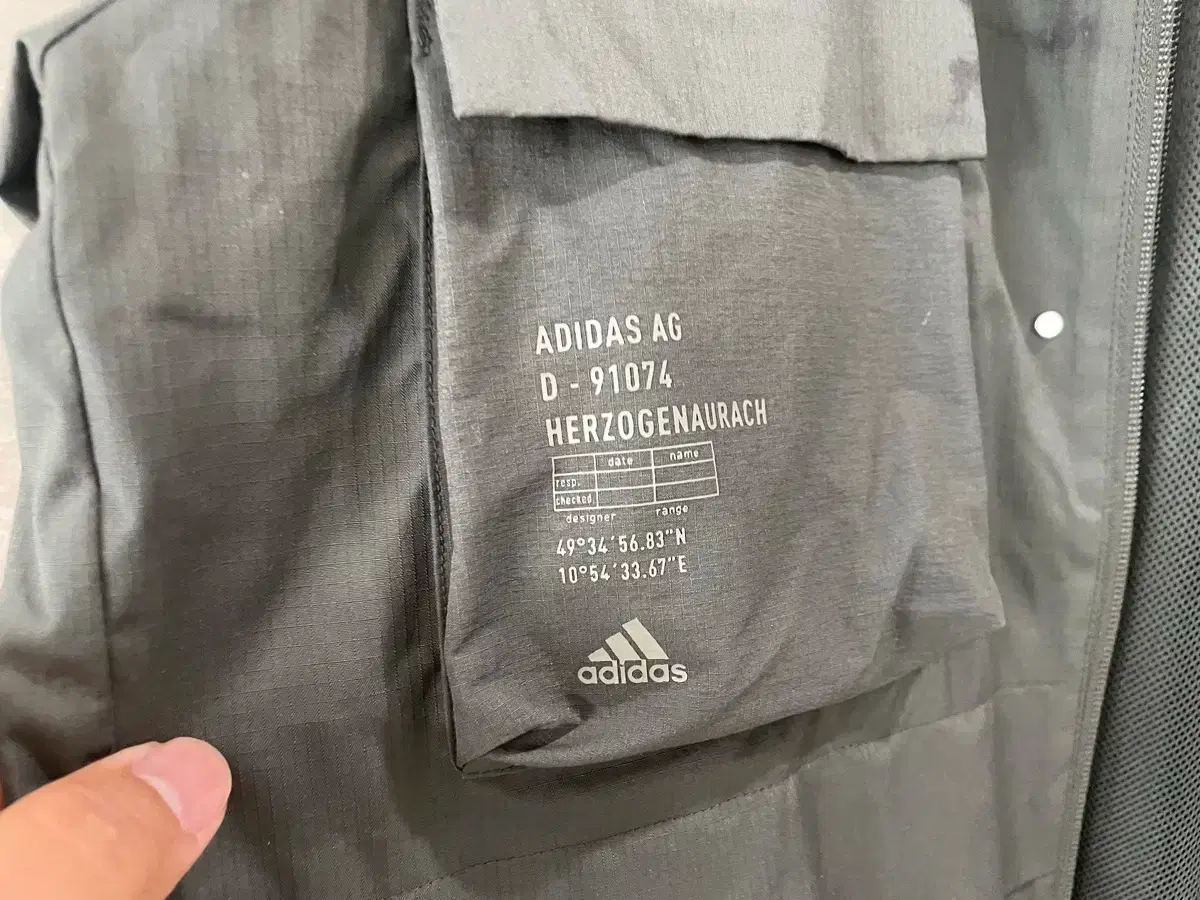 ADIDAS AG
D - 91074
HERZOGENAURACH
date name
resp.
checked
designer range
49°34'56.83"N
10°54'33.67"E
adidas